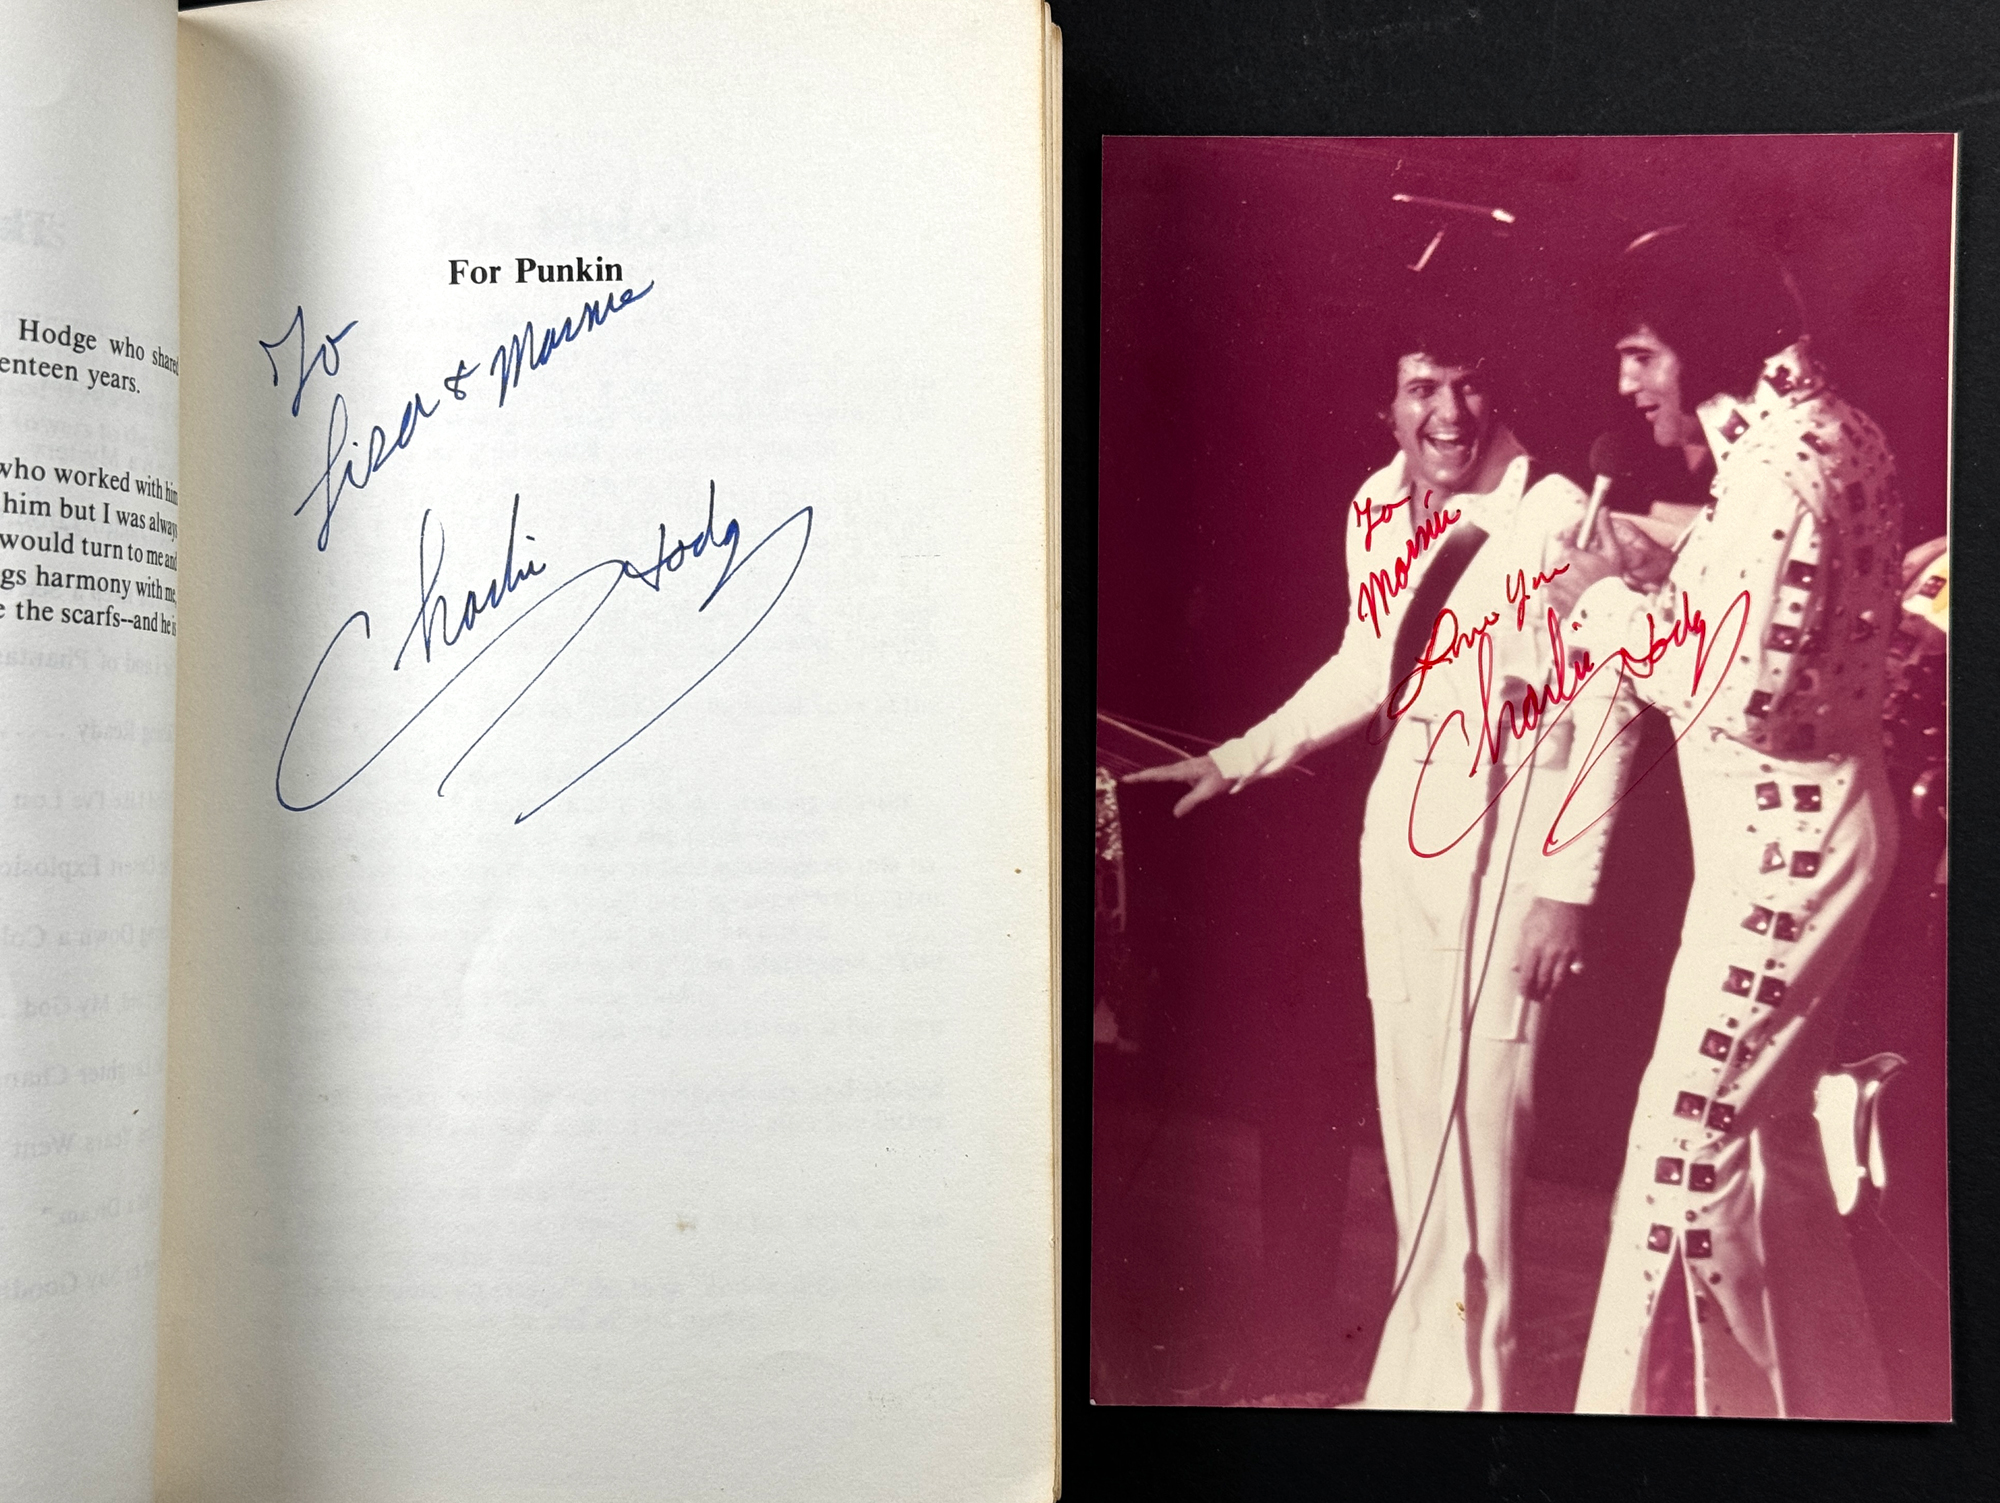 Hodge who shared
enteen years.
who worked with him
him but I was always
would turn to me and
gs harmony with me,
e the scarfs--and he is
For Punkin
To
Lisa & Marnie
Charlie Hodge
To
Marnie
Love You
Charlie Hodge